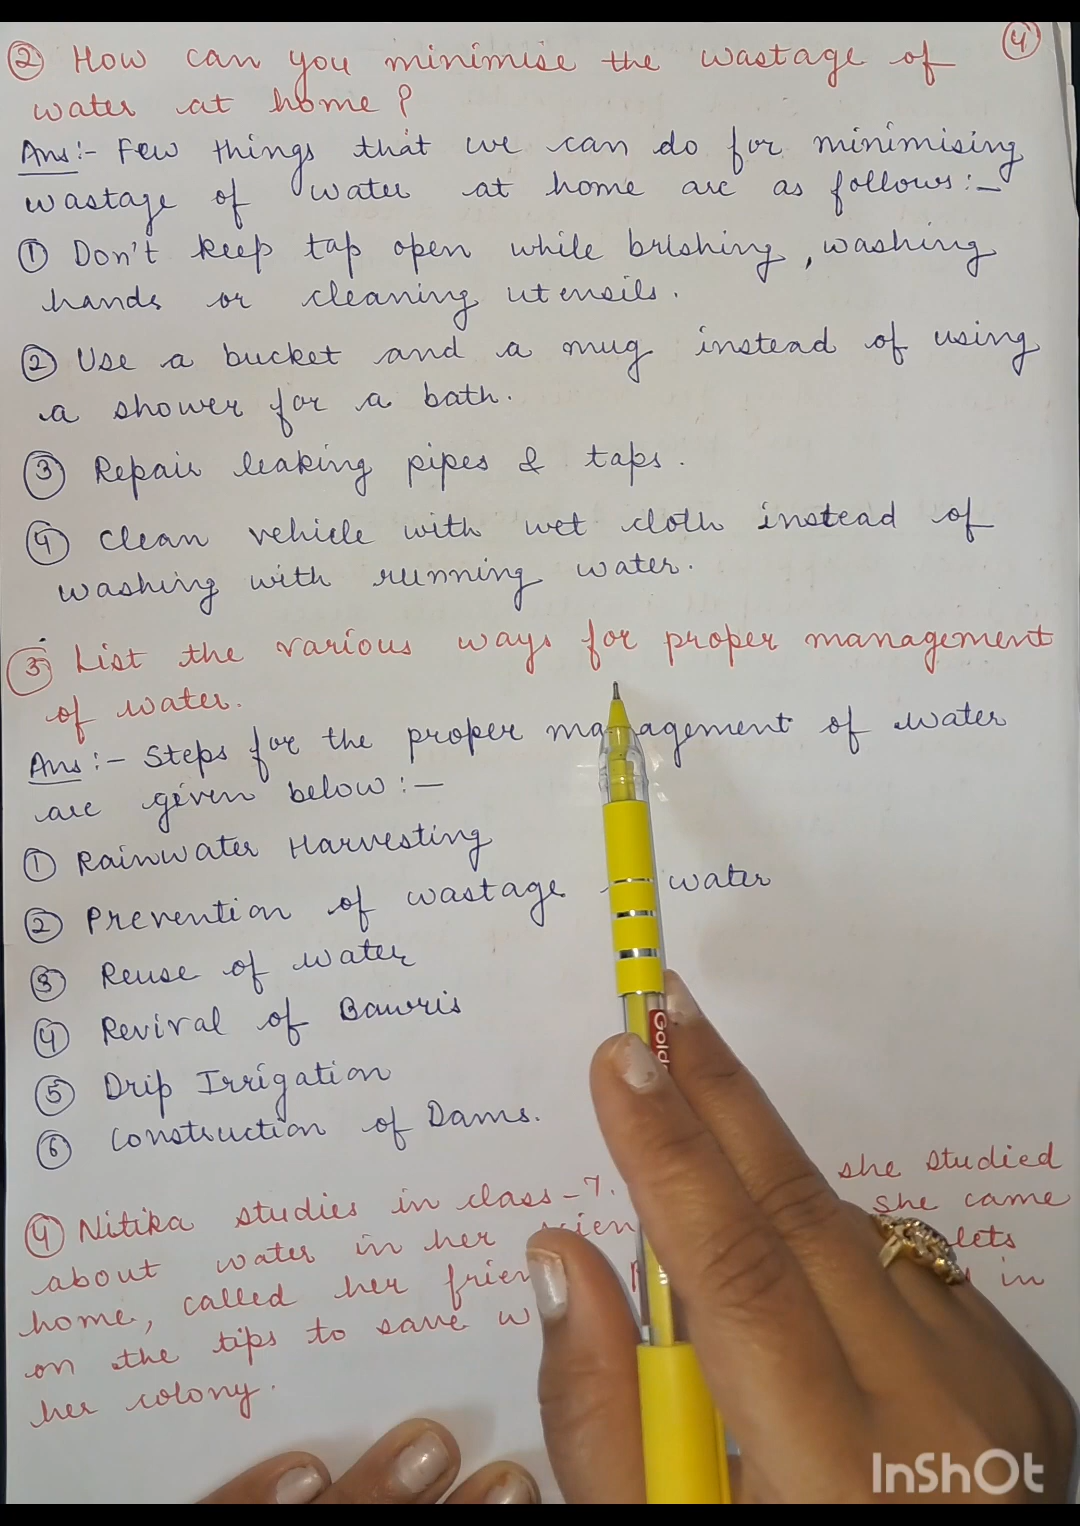 ④
② How can you minimise the wastage of
water at home?
Ans:- Few things that we can do for minimising
wastage of water at home are as follows:-
① Don't keep tap open while brushing, washing
hands or cleaning utensils.
② Use a bucket and a mug instead of using
a shower for a bath.
③ Repair leaking pipes & taps.
④ Clean vehicle with wet cloth instead of
washing with running water.
③ List the various ways for proper management
of water.
Ans:- Steps for the proper management of water
are given below:-
① Rainwater Harvesting
② Prevention of wastage water
③ Reuse of water
④ Revival of Bawris
⑤ Drip Irrigation
⑥ Construction of Dams.
④ Nitika studies in class-7. she studied
about water in her she came
home, called her
on the tips to save in
her colony.
Gold
InShOt